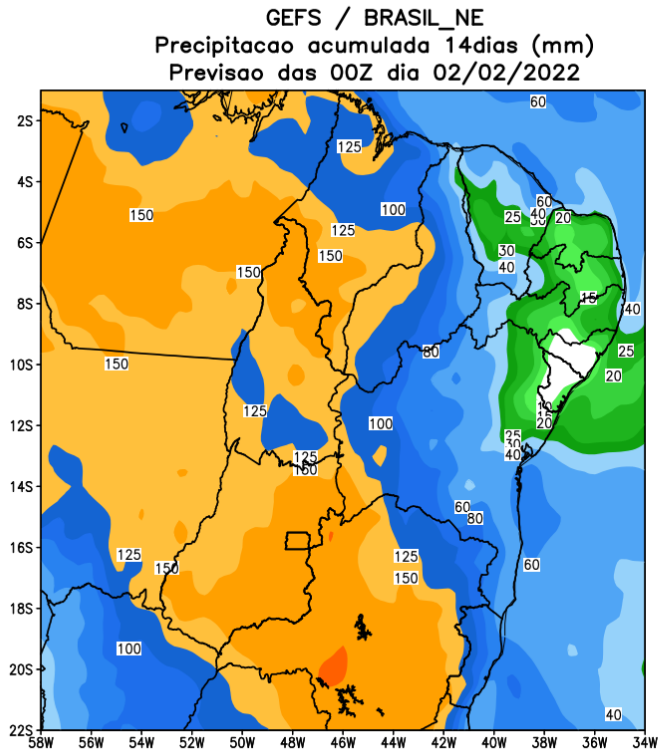 GEFS / BRASIL_NE
Precipitacao acumulada 14dias (mm)
Previsao das 00Z dia 02/02/2022
60
2S
125
4S
150 100 25 60 40 20
125
6S
150 30
150 40
8S
15
40
80 25
10S
150 20
125
12S
100 15
20
125 25
30
40
14S
60
80
16S
125 125 60
150 150
18S
100
20S
40
22S
58W 56W 54W 52W 50W 48W 46W 44W 42W 40W 38W 36W 34W